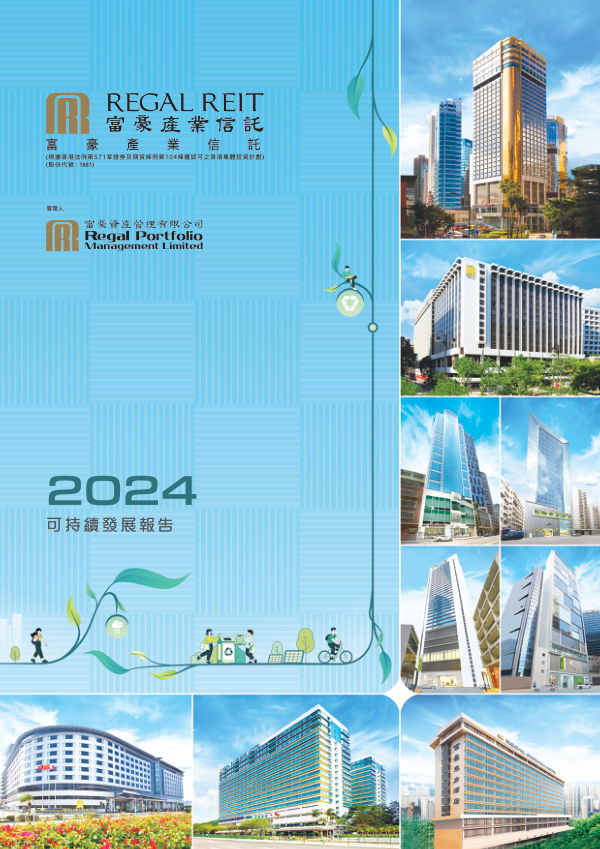 REGAL REIT
富豪產業信託
富豪產業信託
(根據香港法例第571章證券及期貨條例第104條獲認可之香港集體投資計劃)
(股份代號 : 1881)
管理人
富豪資產管理有限公司
Regal Portfolio
Management Limited
2024
可持續發展報告